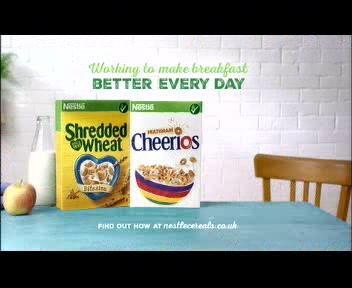 Working to make breakfast
BETTER EVERY DAY
Nestlé
Nestlé
Shredded
Wheat
Bitesize
MULTIGRAIN
Cheerios
FIND OUT HOW AT nestlecereals.co.uk